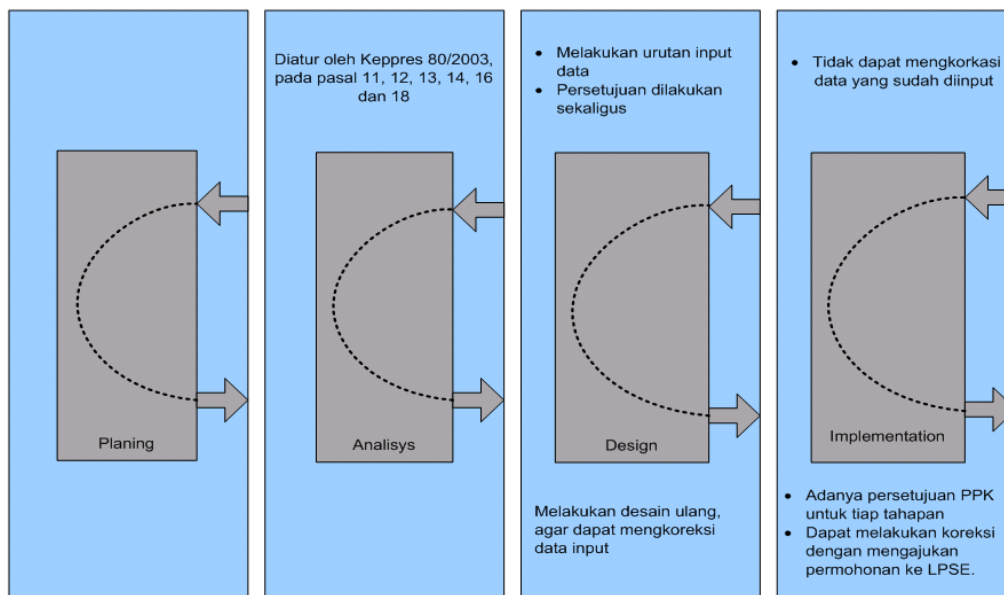 Planing
Diatur oleh Keppres 80/2003,
pada pasal 11, 12, 13, 14, 16
dan 18
Analisys
• Melakukan urutan input
data
• Persetujuan dilakukan
sekaligus
Design
Melakukan desain ulang,
agar dapat mengkoreksi
data input
• Tidak dapat mengkorkasi
data yang sudah diinput
Implementation
• Adanya persetujuan PPK
untuk tiap tahapan
• Dapat melakukan koreksi
dengan mengajukan
permohonan ke LPSE.